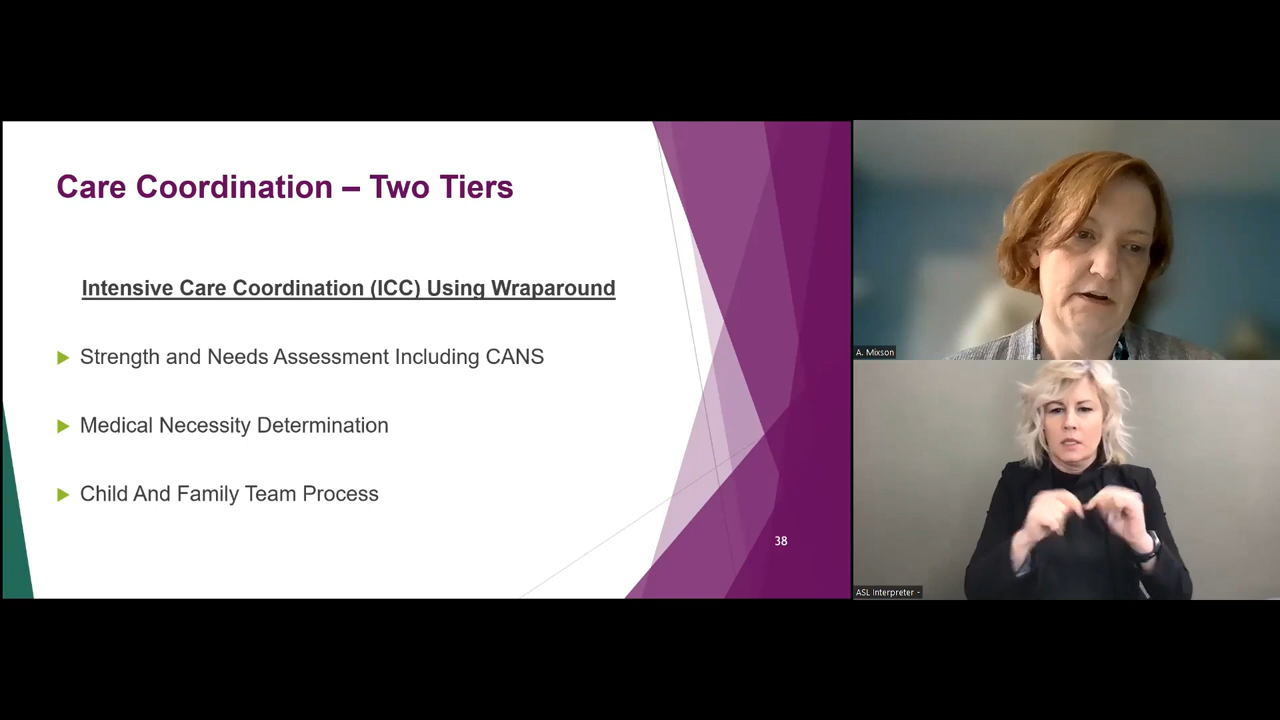 Care Coordination – Two Tiers
Intensive Care Coordination (ICC) Using Wraparound
Strength and Needs Assessment Including CANS
Medical Necessity Determination
Child And Family Team Process
38
A. Mixson
ASL Interpreter -